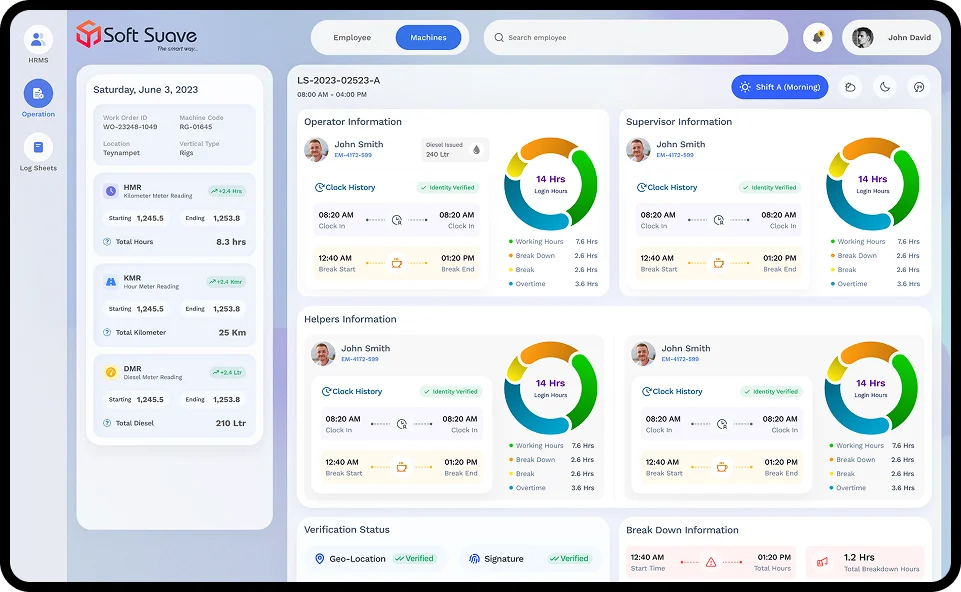 HRMS
Operation
Log Sheets
Soft Suave
The smart way...
Employee
Machines
Search employee
John David
Saturday, June 3, 2023
Work Order ID
Machine Code
WO-23248-1049
RG-01645
Location
Vertical Type
Teynampet
Rigs
HMR
Kilometer Meter Reading
+2.4 Hrs
Starting 1,245.5 Ending 1,253.8
Total Hours 8.3 hrs
KMR
Hour Meter Reading
+2.4 Kmr
Starting 1,245.5 Ending 1,253.8
Total Kilometer 25 Km
DMR
Diesel Meter Reading
+2.4 Ltr
Starting 1,245.5 Ending 1,253.8
Total Diesel 210 Ltr
LS-2023-02523-A
08:00 AM - 04:00 PM
Shift A (Morning)
Operator Information
John Smith
EM-4172-599
Diesel Issued
240 Ltr
Clock History
Identity Verified
08:20 AM 08:20 AM
Clock In Clock In
12:40 AM 01:20 PM
Break Start Break End
14 Hrs
Login Hours
Working Hours 7.6 Hrs
Break Down 2.6 Hrs
Break 2.6 Hrs
Overtime 3.6 Hrs
Supervisor Information
John Smith
EM-4172-599
Clock History
Identity Verified
08:20 AM 08:20 AM
Clock In Clock In
12:40 AM 01:20 PM
Break Start Break End
14 Hrs
Login Hours
Working Hours 7.6 Hrs
Break Down 2.6 Hrs
Break 2.6 Hrs
Overtime 3.6 Hrs
Helpers Information
John Smith
EM-4172-599
Clock History
Identity Verified
08:20 AM 08:20 AM
Clock In Clock In
12:40 AM 01:20 PM
Break Start Break End
14 Hrs
Login Hours
Working Hours 7.6 Hrs
Break Down 2.6 Hrs
Break 2.6 Hrs
Overtime 3.6 Hrs
John Smith
EM-4172-599
Clock History
Identity Verified
08:20 AM 08:20 AM
Clock In Clock In
12:40 AM 01:20 PM
Break Start Break End
14 Hrs
Login Hours
Working Hours 7.6 Hrs
Break Down 2.6 Hrs
Break 2.6 Hrs
Overtime 3.6 Hrs
Verification Status
Geo-Location Verified
Signature Verified
Break Down Information
12:40 AM 01:20 PM
Start Time Total Hours
1.2 Hrs
Total Breakdown Hours